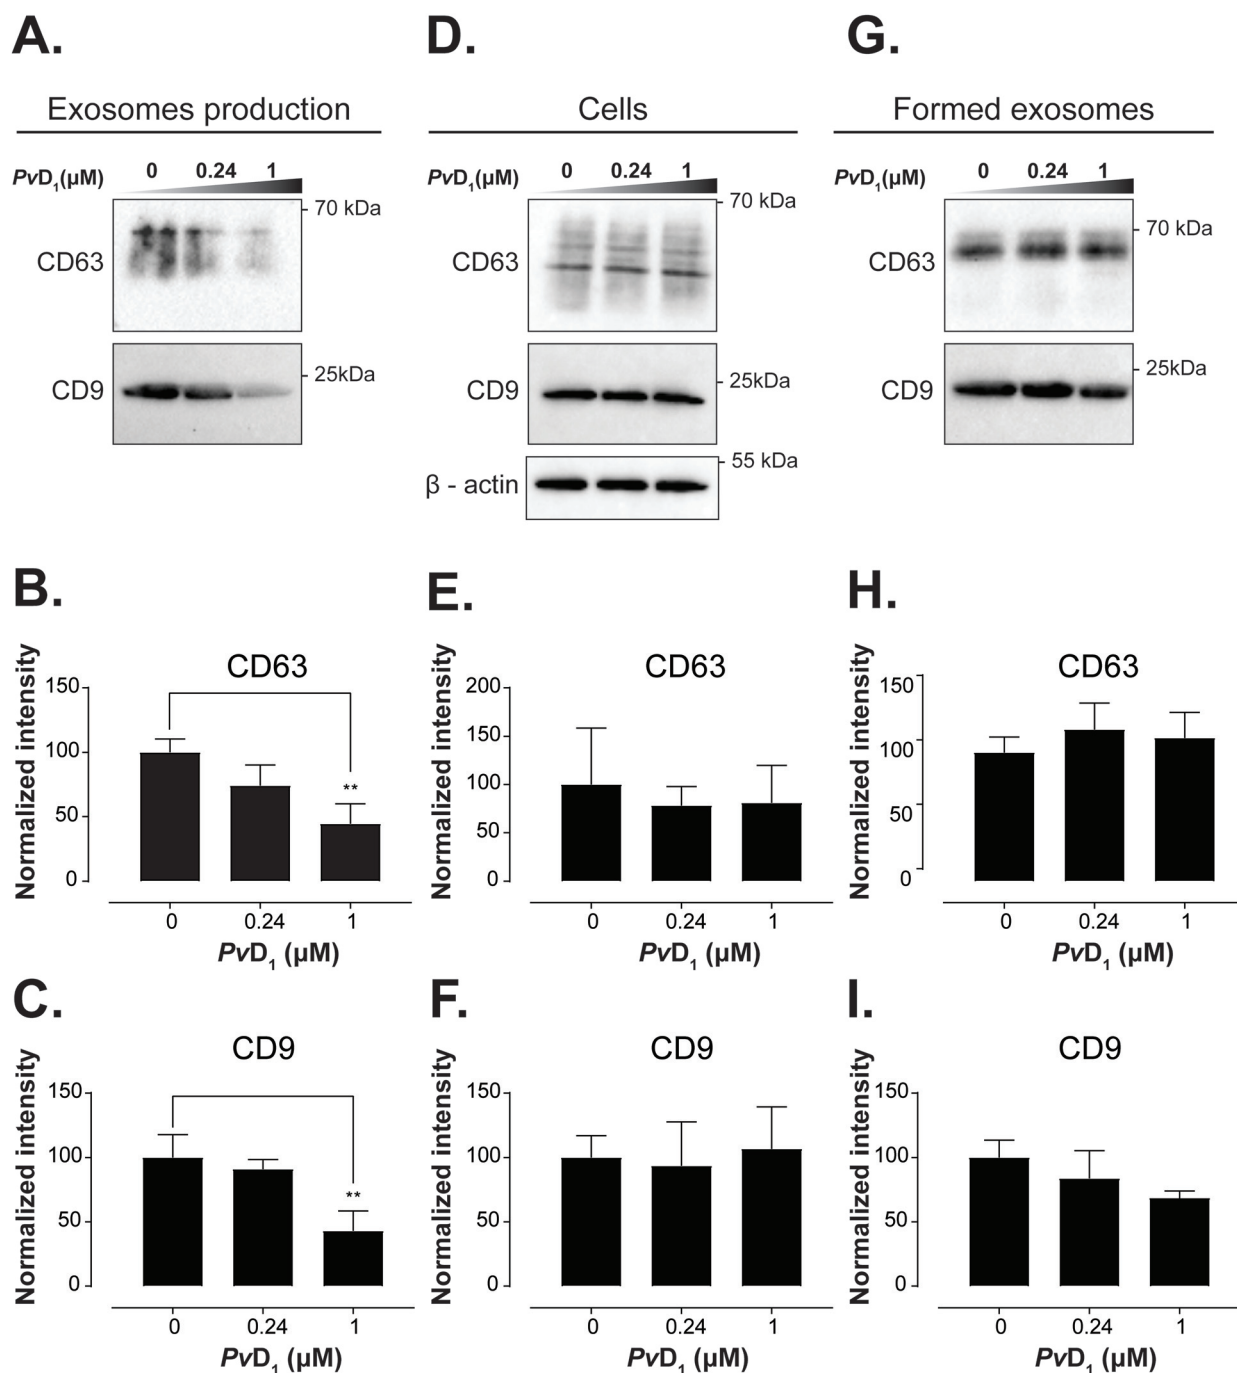 A.
Exosomes production
PvD₁(µM) 0 0.24 1
70 kDa
CD63
25kDa
CD9
D.
Cells
PvD₁(µM) 0 0.24 1
70 kDa
CD63
25kDa
CD9
55 kDa
β - actin
G.
Formed exosomes
PvD₁(µM) 0 0.24 1
70 kDa
CD63
25kDa
CD9
B.
CD63
Normalized intensity
150
100
50
0
**
0 0.24 1
PvD₁ (µM)
E.
CD63
Normalized intensity
200
150
100
50
0
0 0.24 1
PvD₁ (µM)
H.
CD63
Normalized intensity
150
100
50
0
0 0.24 1
PvD₁ (µM)
C.
CD9
Normalized intensity
150
100
50
0
**
0 0.24 1
PvD₁ (µM)
F.
CD9
Normalized intensity
150
100
50
0
0 0.24 1
PvD₁ (µM)
I.
CD9
Normalized intensity
150
100
50
0
0 0.24 1
PvD₁ (µM)